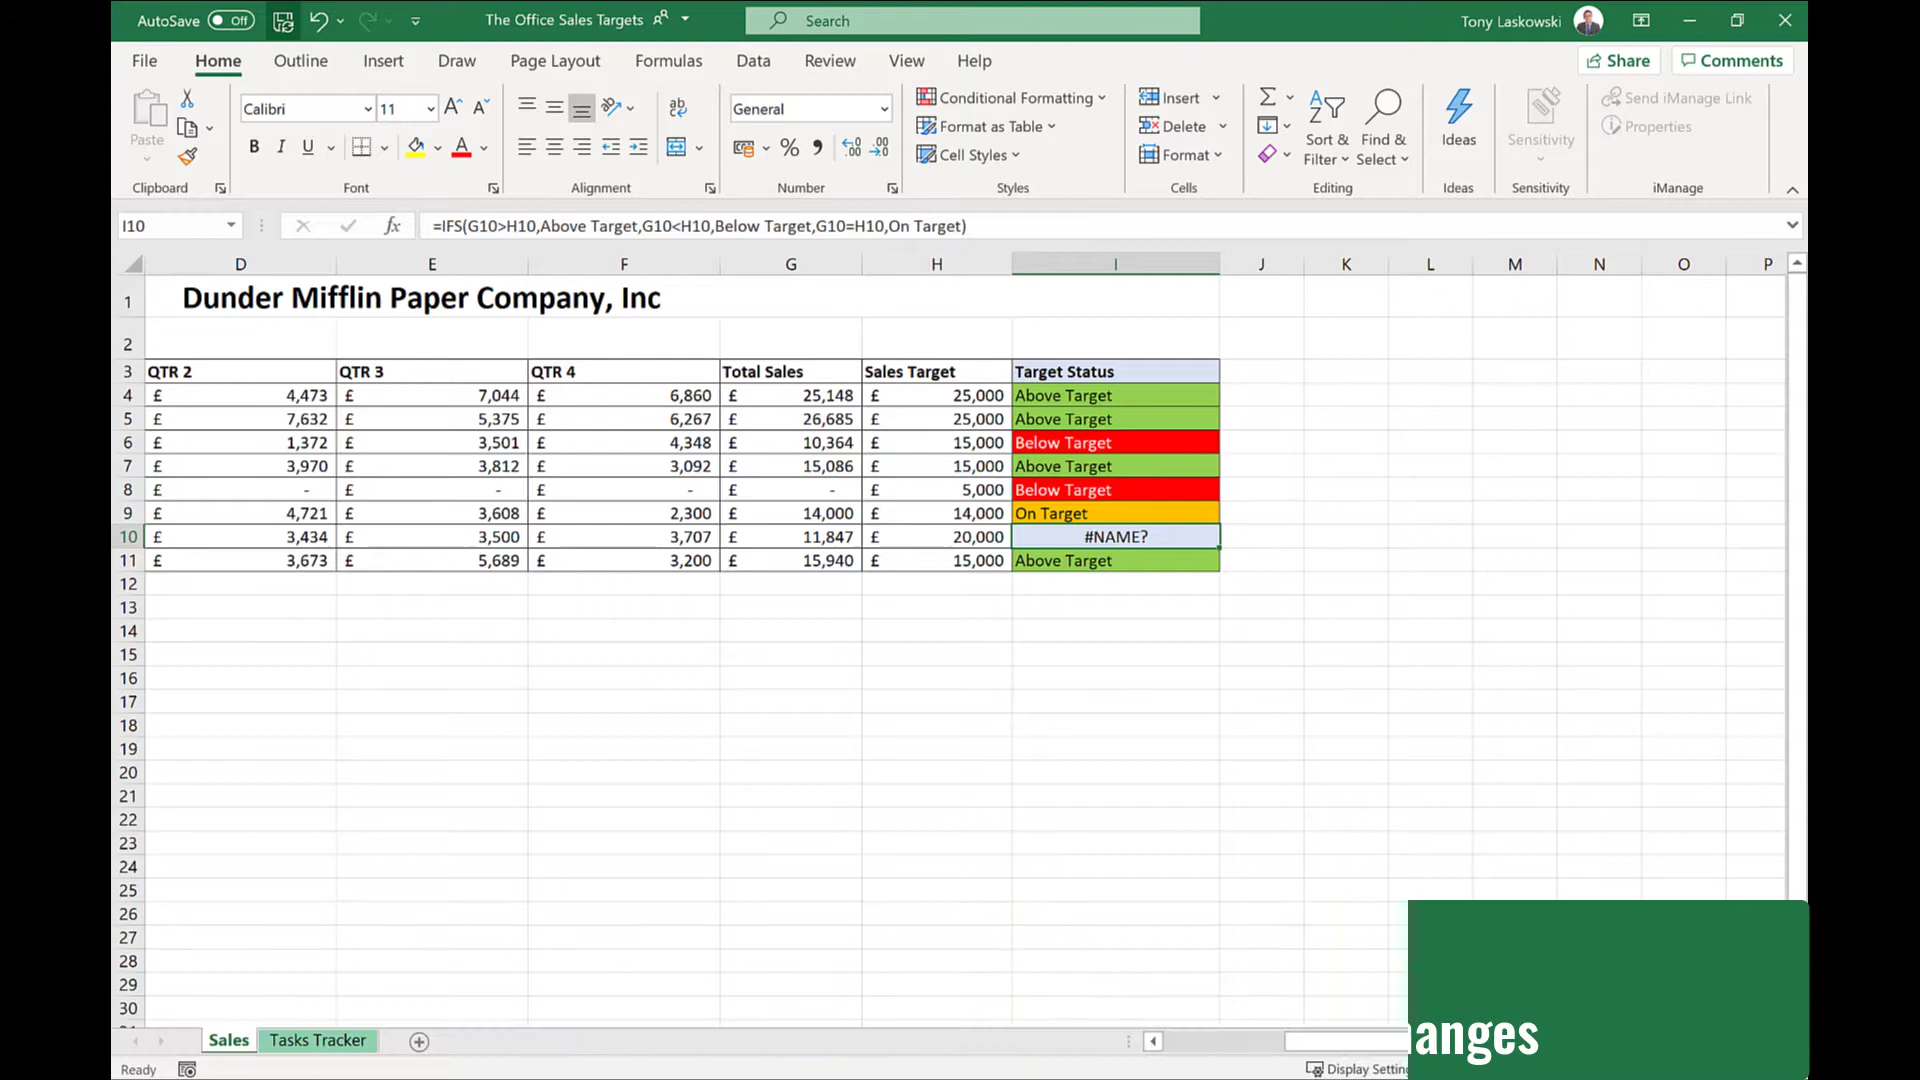 AutoSave Off The Office Sales Targets Search Tony Laskowski
File Home Outline Insert Draw Page Layout Formulas Data Review View Help Share Comments
Calibri 11 General Conditional Formatting Insert Send iManage Link
Paste Format as Table Delete Sort & Find & Ideas Sensitivity Properties
B I U A % Cell Styles Format Filter Select
Clipboard Font Alignment Number Styles Cells Editing Ideas Sensitivity iManage
I10 fx =IFS(G10>H10,Above Target,G10<H10,Below Target,G10=H10,On Target)
D E F G H I J K L M N O P
1 Dunder Mifflin Paper Company, Inc
2
3 QTR 2 QTR 3 QTR 4 Total Sales Sales Target Target Status
4 £ 4,473 £ 7,044 £ 6,860 £ 25,148 £ 25,000 Above Target
5 £ 7,632 £ 5,375 £ 6,267 £ 26,685 £ 25,000 Above Target
6 £ 1,372 £ 3,501 £ 4,348 £ 10,364 £ 15,000 Below Target
7 £ 3,970 £ 3,812 £ 3,092 £ 15,086 £ 15,000 Above Target
8 £ - £ - £ - £ - £ 5,000 Below Target
9 £ 4,721 £ 3,608 £ 2,300 £ 14,000 £ 14,000 On Target
10 £ 3,434 £ 3,500 £ 3,707 £ 11,847 £ 20,000 #NAME?
11 £ 3,673 £ 5,689 £ 3,200 £ 15,940 £ 15,000 Above Target
12
13
14
15
16
17
18
19
20
21
22
23
24
25
26
27
28
29
30
Sales Tasks Tracker
hanges
Ready Display Settin